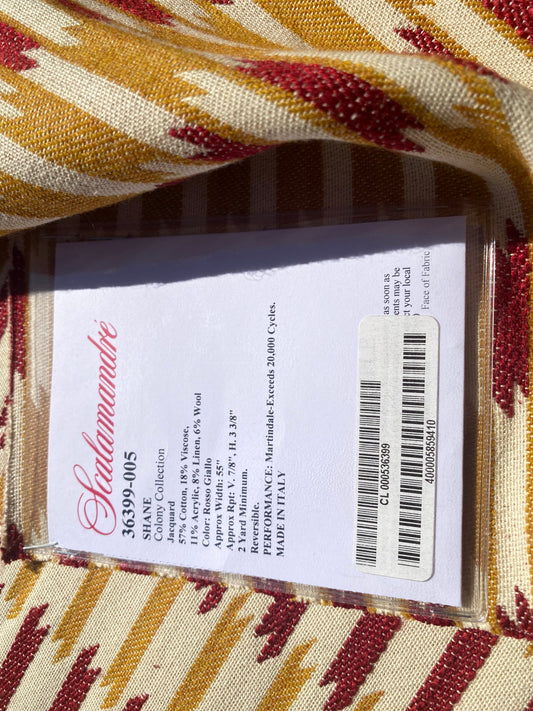 Scalamandré
36399-005
SHANE
Colony Collection
Jacquard
57% Cotton, 18% Viscose,
11% Acrylic, 8% Linen, 6% Wool
Color: Rosso Giallo
Approx Width: 55"
Approx Rpt: V. 7/8", H. 3 3/8"
2 Yard Minimum.
Reversible.
PERFORMANCE: Martindale-Exceeds 20,000 Cycles.
MADE IN ITALY
CL 000536399
400005859410
as soon as
ents may be
ct your local
Face of Fabric